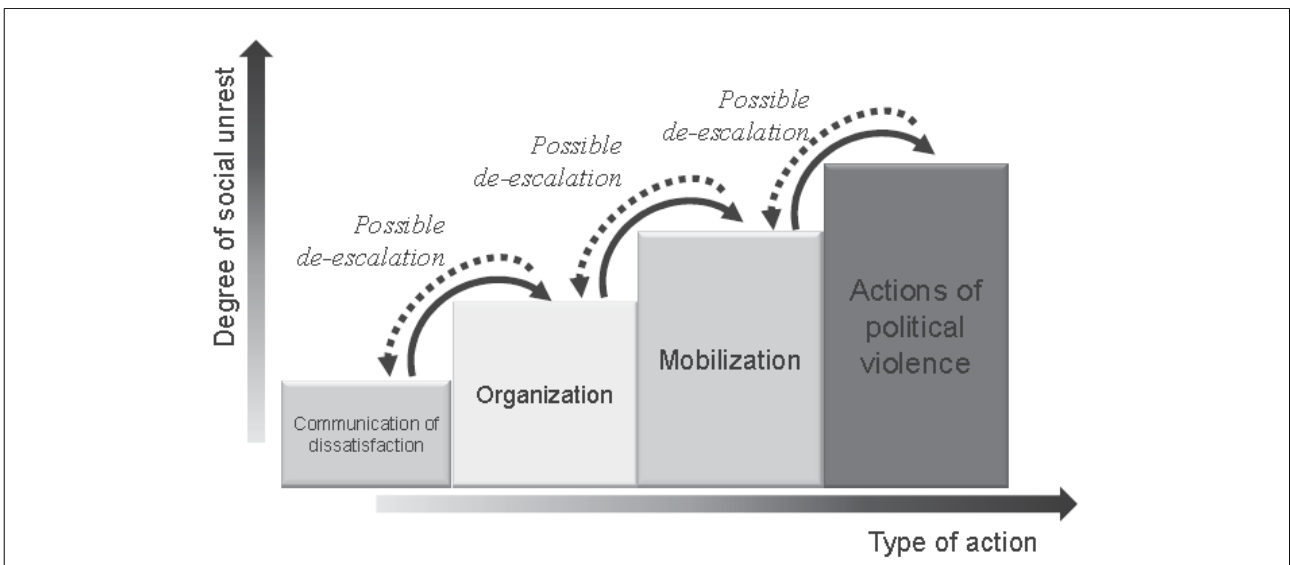 Degree of social unrest
Possible
de-escalation
Possible
de-escalation
Possible
de-escalation
Communication of
dissatisfaction
Organization
Mobilization
Actions of
political
violence
Type of action